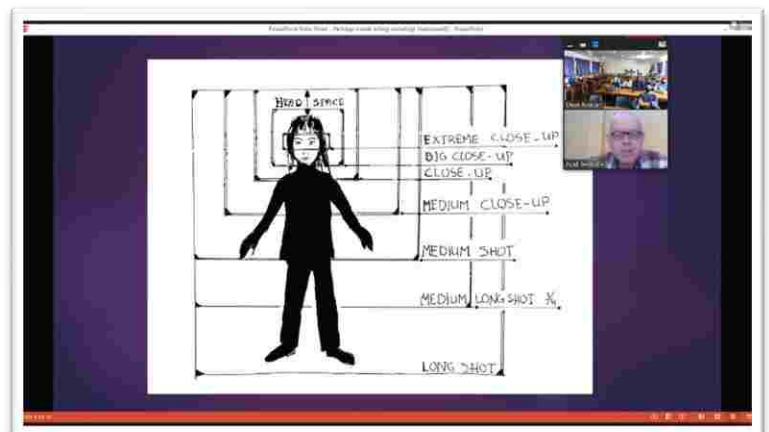 HEAD SPACE
EXTREME CLOSE-UP
BIG CLOSE-UP
CLOSE-UP
MEDIUM CLOSE-UP
MEDIUM SHOT
MEDIUM LONG SHOT ¾
LONG SHOT